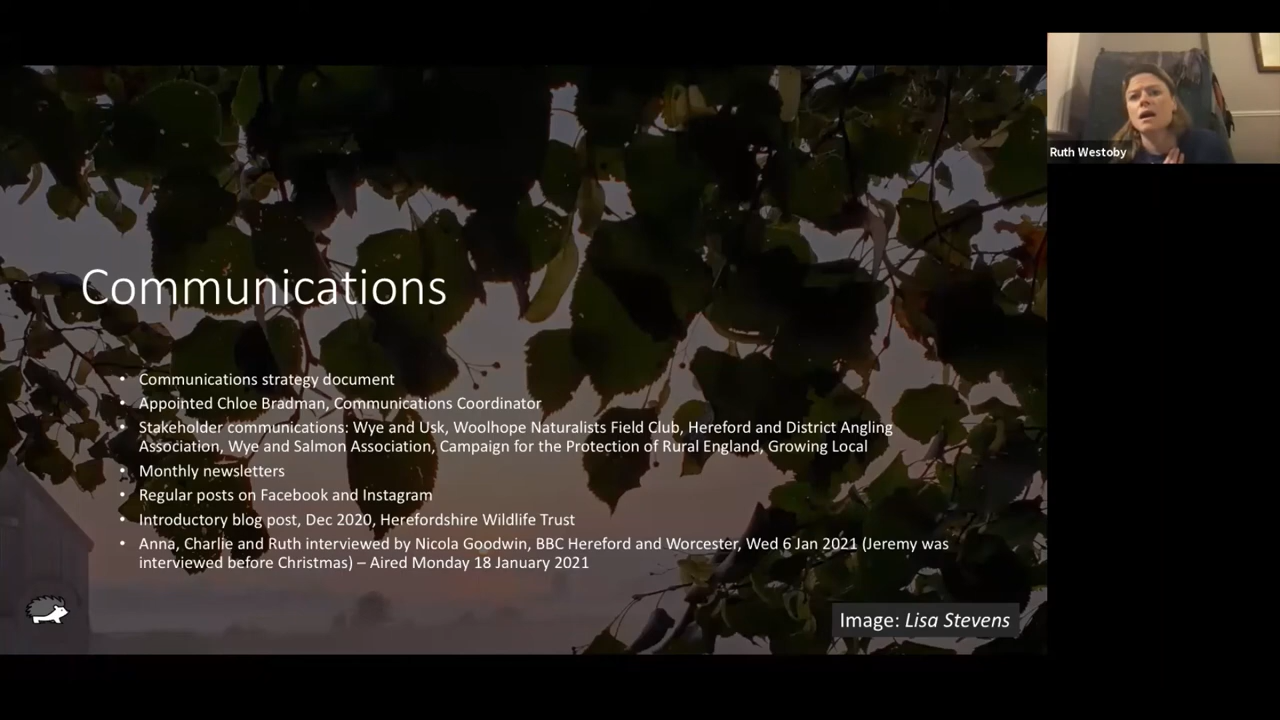 Ruth Westoby
Communications
• Communications strategy document
• Appointed Chloe Bradman, Communications Coordinator
• Stakeholder communications: Wye and Usk, Woolhope Naturalists Field Club, Hereford and District Angling
Association, Wye and Salmon Association, Campaign for the Protection of Rural England, Growing Local
• Monthly newsletters
• Regular posts on Facebook and Instagram
• Introductory blog post, Dec 2020, Herefordshire Wildlife Trust
• Anna, Charlie and Ruth interviewed by Nicola Goodwin, BBC Hereford and Worcester, Wed 6 Jan 2021 (Jeremy was
interviewed before Christmas) – Aired Monday 18 January 2021
Image: Lisa Stevens